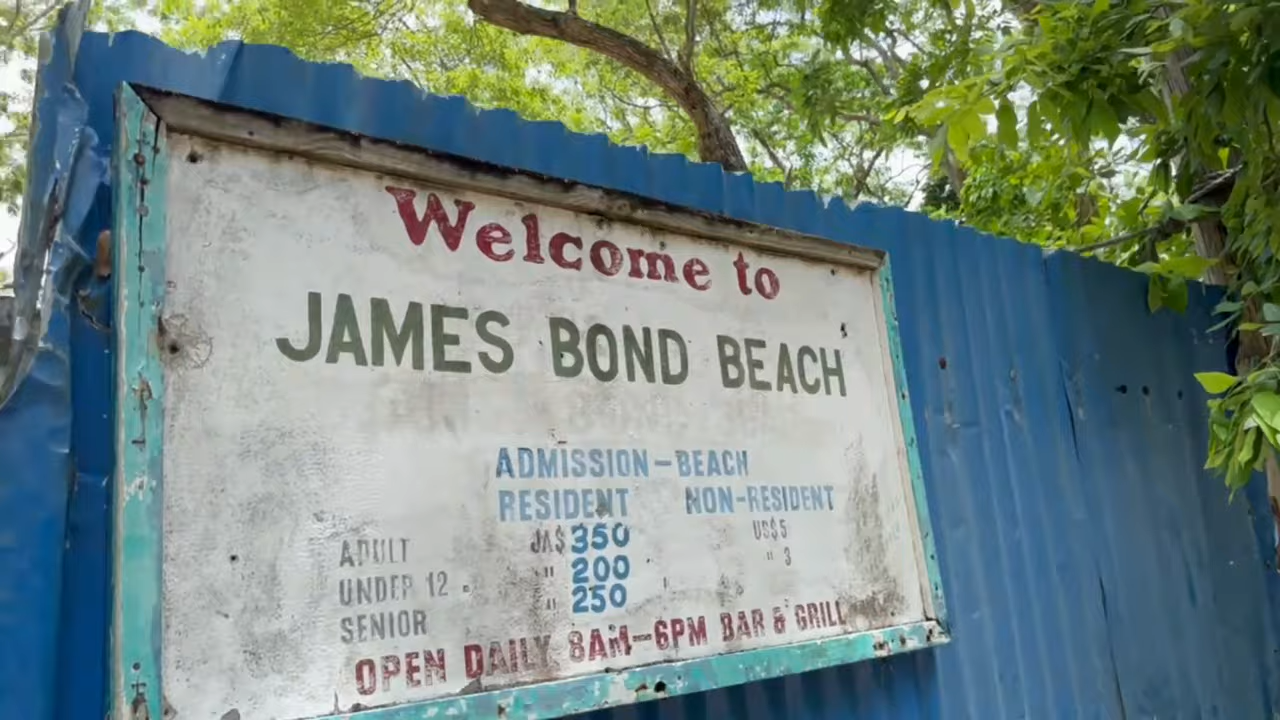 Welcome to
JAMES BOND BEACH
ADMISSION-BEACH
RESIDENT NON-RESIDENT
ADULT JA$ 350 US$ 5
UNDER 12 " 200 " 3
SENIOR " 250
OPEN DAILY 8AM-6PM BAR & GRILL